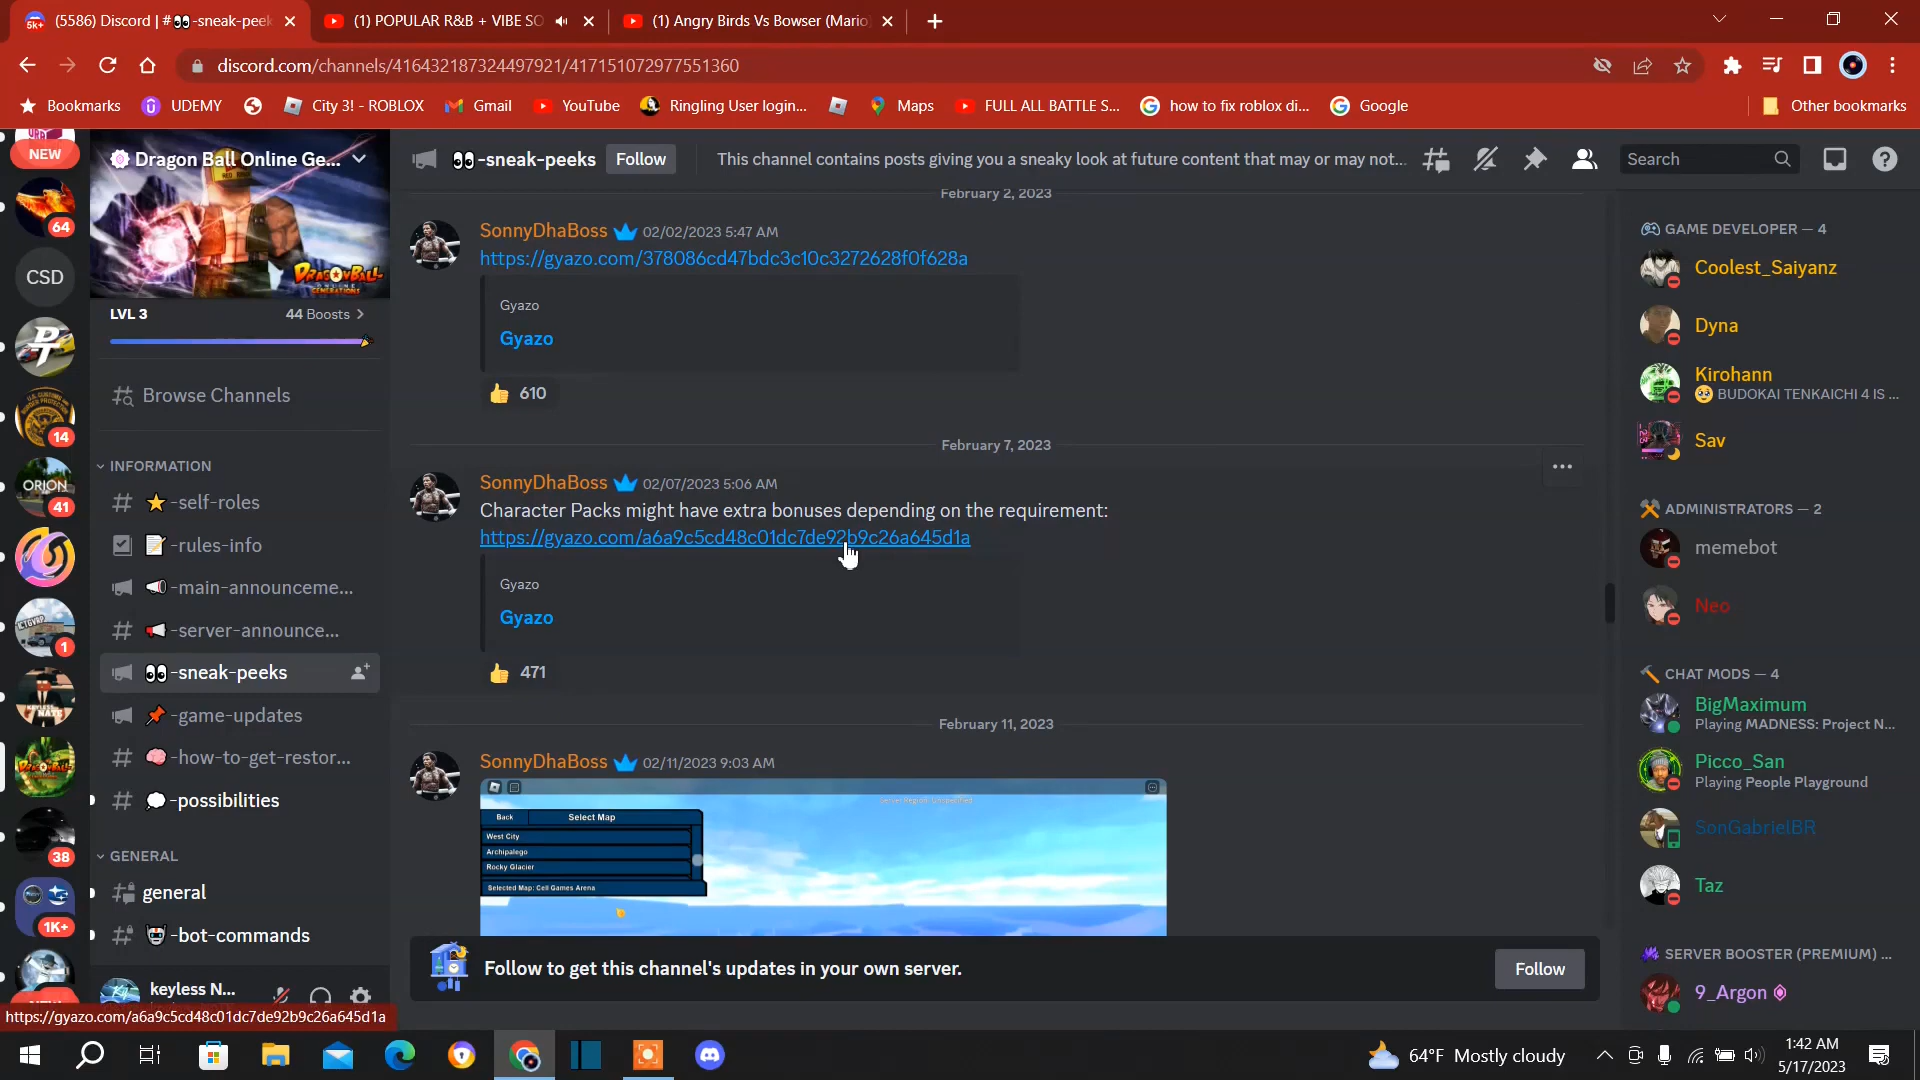 (5586) Discord | #👀-sneak-peek
(1) POPULAR R&B + VIBE SO
(1) Angry Birds Vs Bowser (Mario
discord.com/channels/416432187324497921/417151072977551360
Bookmarks
UDEMY
City 3! - ROBLOX
Gmail
YouTube
Ringling User login...
Maps
FULL ALL BATTLE S...
how to fix roblox di...
Google
Other bookmarks
NEW
64
CSD
14
ORION
41
1
38
1K+
NEW
Dragon Ball Online Ge...
LVL 3
44 Boosts
Browse Channels
INFORMATION
⭐-self-roles
📝-rules-info
📢-main-announceme...
📢-server-announce...
👀-sneak-peeks
📌-game-updates
🧠-how-to-get-restor...
💭-possibilities
GENERAL
general
-bot-commands
keyless N...
https://gyazo.com/a6a9c5cd48c01dc7de92b9c26a645d1a
👀-sneak-peeks
Follow
This channel contains posts giving you a sneaky look at future content that may or may not...
Search
February 2, 2023
SonnyDhaBoss 02/02/2023 5:47 AM
https://gyazo.com/378086cd47bdc3c10c3272628f0f628a
Gyazo
Gyazo
👍 610
February 7, 2023
SonnyDhaBoss 02/07/2023 5:06 AM
Character Packs might have extra bonuses depending on the requirement:
https://gyazo.com/a6a9c5cd48c01dc7de92b9c26a645d1a
Gyazo
Gyazo
👍 471
February 11, 2023
SonnyDhaBoss 02/11/2023 9:03 AM
Back
Select Map
West City
Archipalego
Rocky Glacier
Selected Map: Cell Games Arena
Follow to get this channel's updates in your own server.
Follow
GAME DEVELOPER — 4
Coolest_Saiyanz
Dyna
Kirohann
🥹 BUDOKAI TENKAICHI 4 IS ...
Sav
ADMINISTRATORS — 2
memebot
Neo
CHAT MODS — 4
BigMaximum
Playing MADNESS: Project N...
Picco_San
Playing People Playground
SonGabrielBR
Taz
SERVER BOOSTER (PREMIUM) ...
9_Argon
64°F Mostly cloudy
1:42 AM
5/17/2023